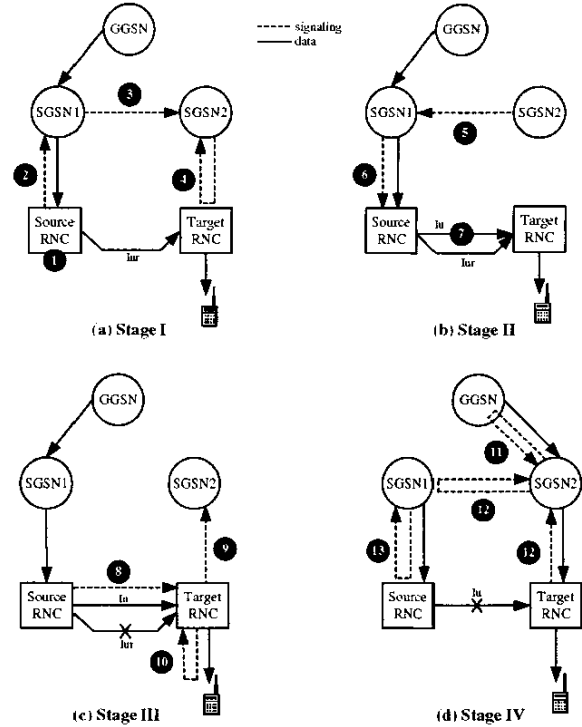 GGSN
signaling
data
SGSN1
3
SGSN2
2
4
Source
RNC
1
Iur
Target
RNC
(a) Stage I
GGSN
SGSN1
5
SGSN2
6
Source
RNC
Iu
7
Iur
Target
RNC
(b) Stage II
GGSN
SGSN1
SGSN2
9
8
Source
RNC
Iu
Iur
Target
RNC
10
(c) Stage III
GGSN
11
SGSN1
12
SGSN2
13
12
Source
RNC
Iu
Target
RNC
(d) Stage IV